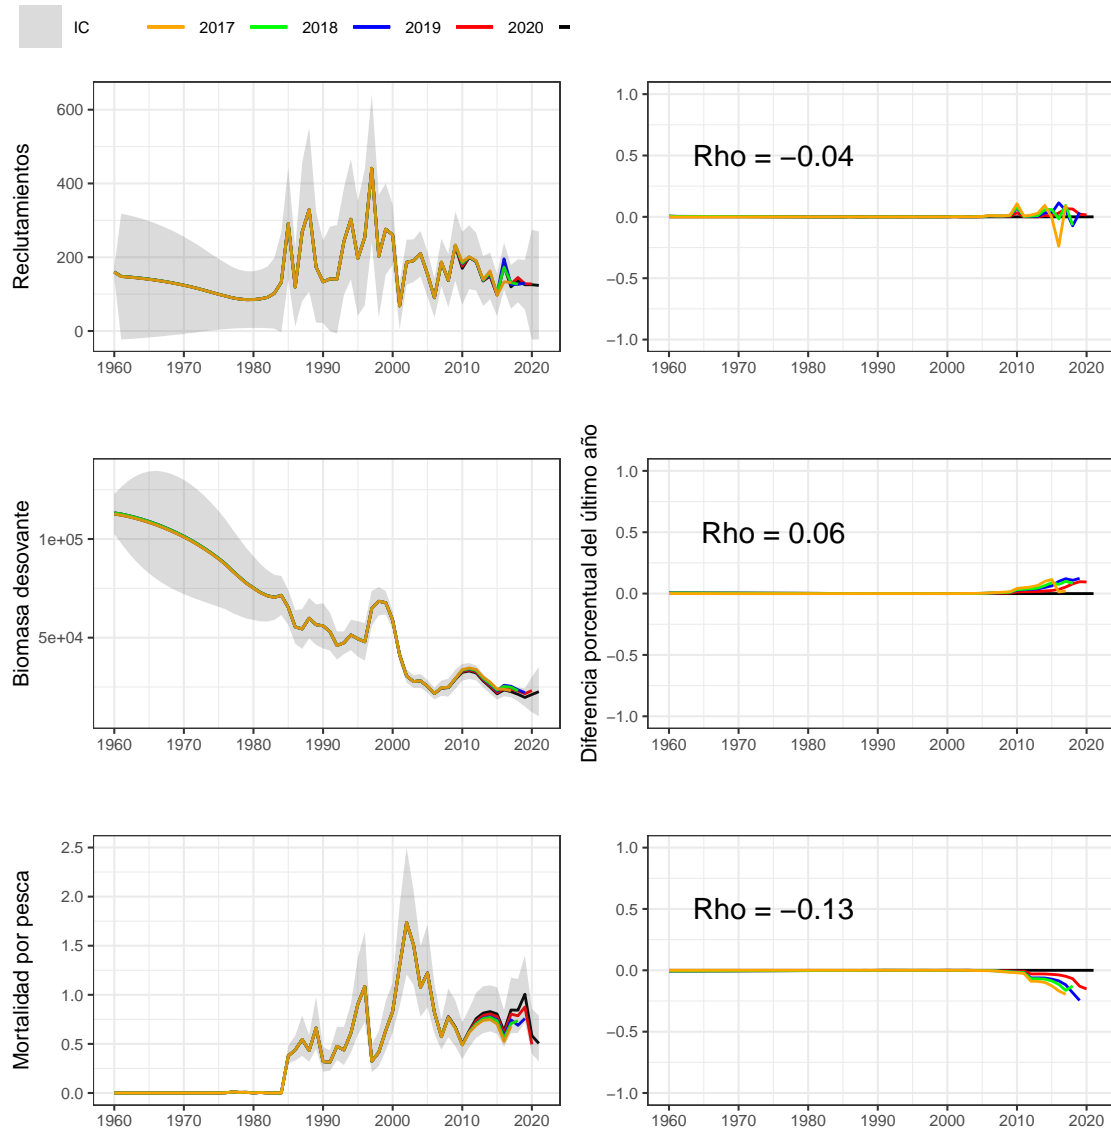 IC 2017 2018 2019 2020
Reclutamientos
600
400
200
0
1960 1970 1980 1990 2000 2010 2020
1.0
0.5
0.0
−0.5
−1.0
Rho = −0.04
1960 1970 1980 1990 2000 2010 2020
Biomasa desovante
1e+05
5e+04
1960 1970 1980 1990 2000 2010 2020
Diferencia porcentual del último año
1.0
0.5
0.0
−0.5
−1.0
Rho = 0.06
1960 1970 1980 1990 2000 2010 2020
Mortalidad por pesca
2.5
2.0
1.5
1.0
0.5
0.0
1960 1970 1980 1990 2000 2010 2020
1.0
0.5
0.0
−0.5
−1.0
Rho = −0.13
1960 1970 1980 1990 2000 2010 2020